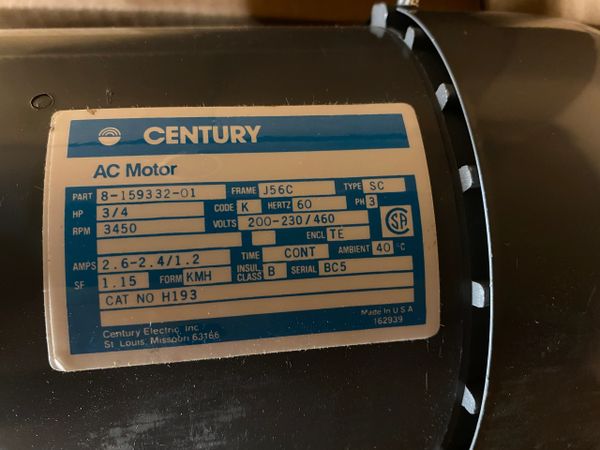 CENTURY
AC Motor
PART 8-159332-01 FRAME J56C TYPE SC
HP 3/4 CODE K HERTZ 60 PH 3
RPM 3450 VOLTS 200-230/460
ENCL TE
AMPS 2.6-2.4/1.2 TIME CONT AMBIENT 40 °C
SF 1.15 FORM KMH INSUL. CLASS B SERIAL BC5
CAT NO H193
Century Electric, Inc.
St. Louis, Missouri 63166
Made in U S A
162939
SA